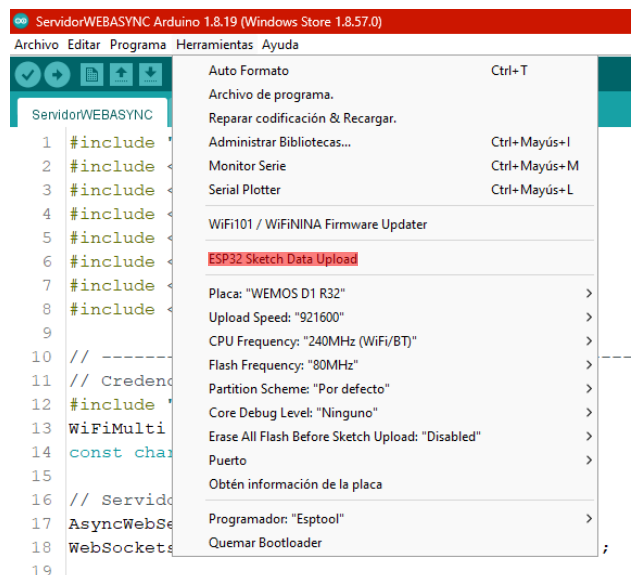 ServidorWEBASYNC Arduino 1.8.19 (Windows Store 1.8.57.0)
Archivo Editar Programa Herramientas Ayuda
ServidorWEBASYNC
Auto Formato Ctrl+T
Archivo de programa.
Reparar codificación & Recargar.
Administrar Bibliotecas... Ctrl+Mayús+I
Monitor Serie Ctrl+Mayús+M
Serial Plotter Ctrl+Mayús+L
WiFi101 / WiFiNINA Firmware Updater
ESP32 Sketch Data Upload
Placa: "WEMOS D1 R32"
Upload Speed: "921600"
CPU Frequency: "240MHz (WiFi/BT)"
Flash Frequency: "80MHz"
Partition Scheme: "Por defecto"
Core Debug Level: "Ninguno"
Erase All Flash Before Sketch Upload: "Disabled"
Puerto
Obtén información de la placa
Programador: "Esptool"
Quemar Bootloader
1 #include "
2 #include <
3 #include <
4 #include <
5 #include <
6 #include <
7 #include <
8 #include <
9
10 // -------
11 // Credenc
12 #include "
13 WiFiMulti
14 const char
15
16 // Servido
17 AsyncWebSe
18 WebSockets ;
19